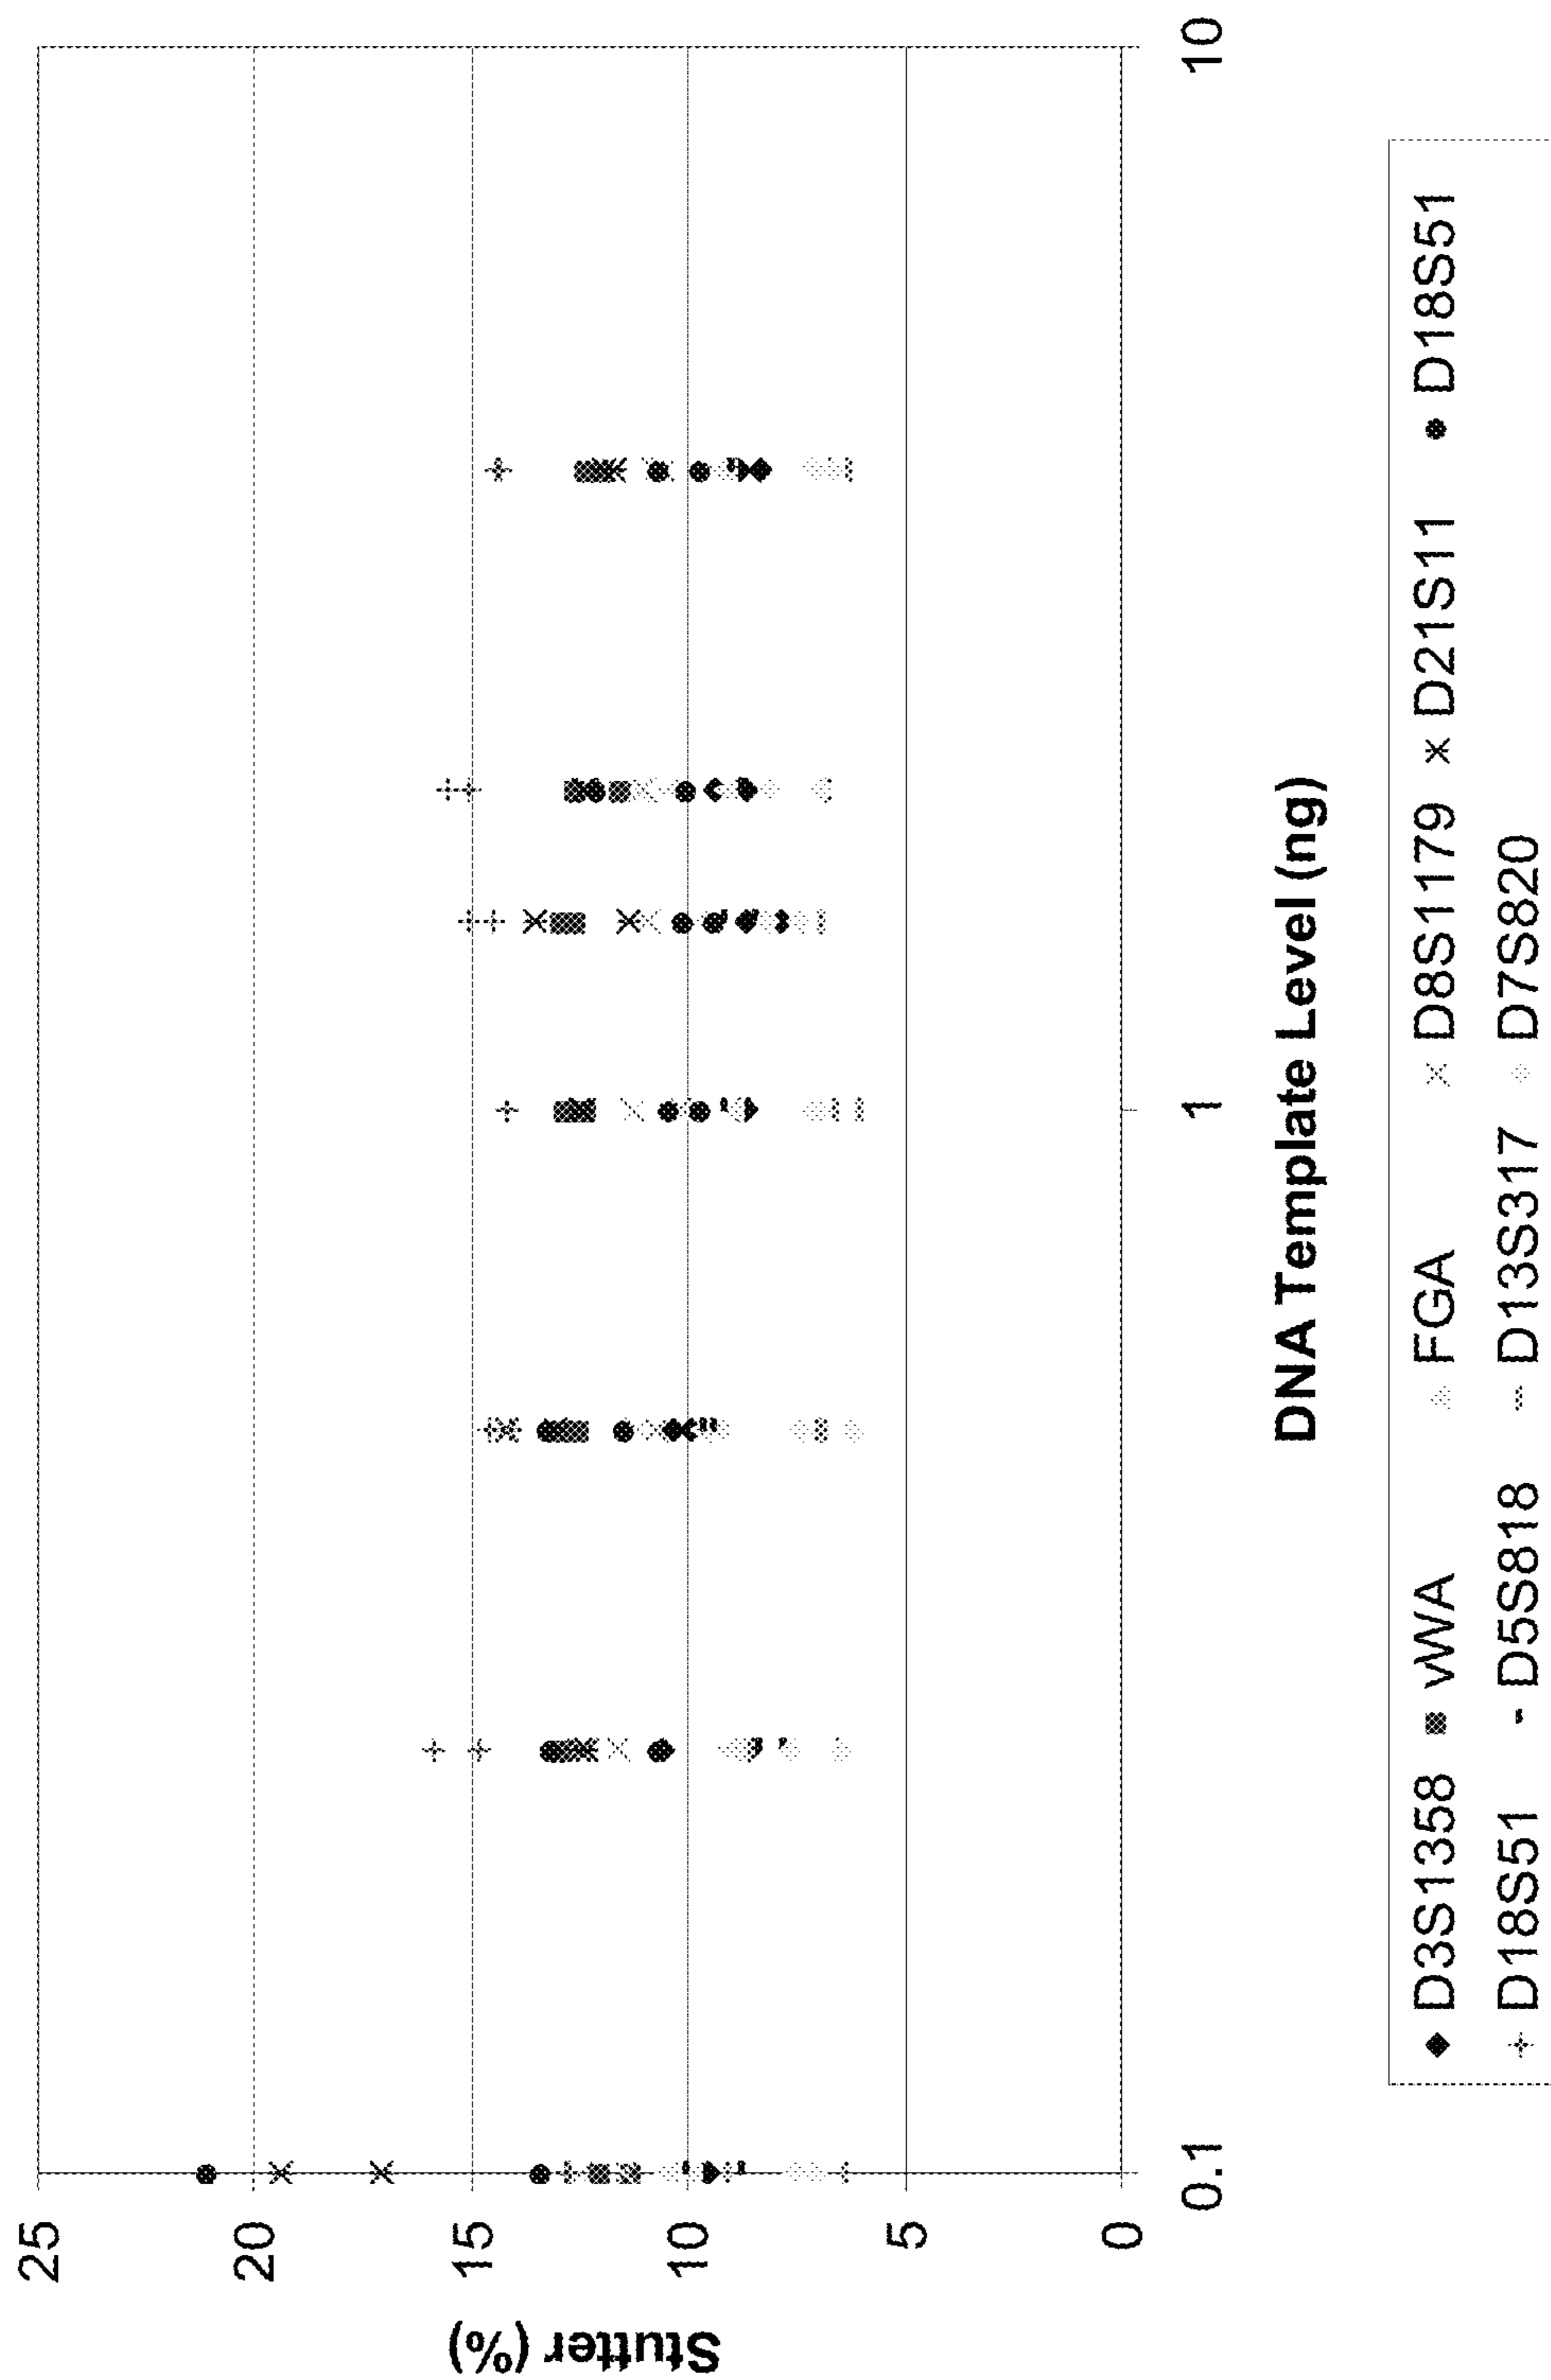 Stutter (%)
25
20
15
10
5
0
0.1
1
10
DNA Template Level (ng)
D3S1358 vWA FGA D8S1179 D21S11 D18S51
D18S51 D5S818 D13S317 D7S820